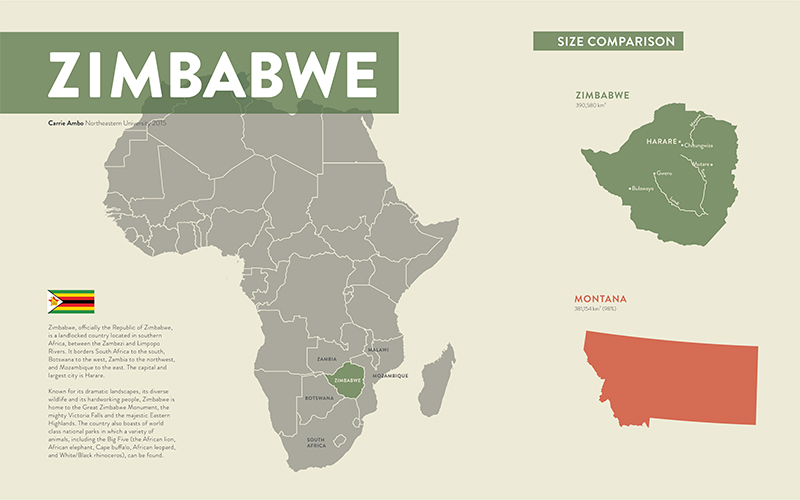 ZIMBABWE
Carrie Ambo Northeastern University 2015
Zimbabwe, officially the Republic of Zimbabwe,
is a landlocked country located in southern
Africa, between the Zambezi and Limpopo
Rivers. It borders South Africa to the south,
Botswana to the west, Zambia to the northwest,
and Mozambique to the east. The capital and
largest city is Harare.
Known for its dramatic landscapes, its diverse
wildlife and its hardworking people, Zimbabwe is
home to the Great Zimbabwe Monument, the
mighty Victoria Falls and the majestic Eastern
Highlands. The country also boasts of world
class national parks in which a variety of
animals, including the Big Five (the African lion,
African elephant, Cape buffalo, African leopard,
and White/Black rhinoceros), can be found.
MALAWI
ZAMBIA
MOZAMBIQUE
ZIMBABWE
BOTSWANA
SOUTH
AFRICA
SIZE COMPARISON
ZIMBABWE
390,580 km²
HARARE
Chitungwiza
Mutare
Gweru
Bulawayo
MONTANA
381,154 km² (98%)